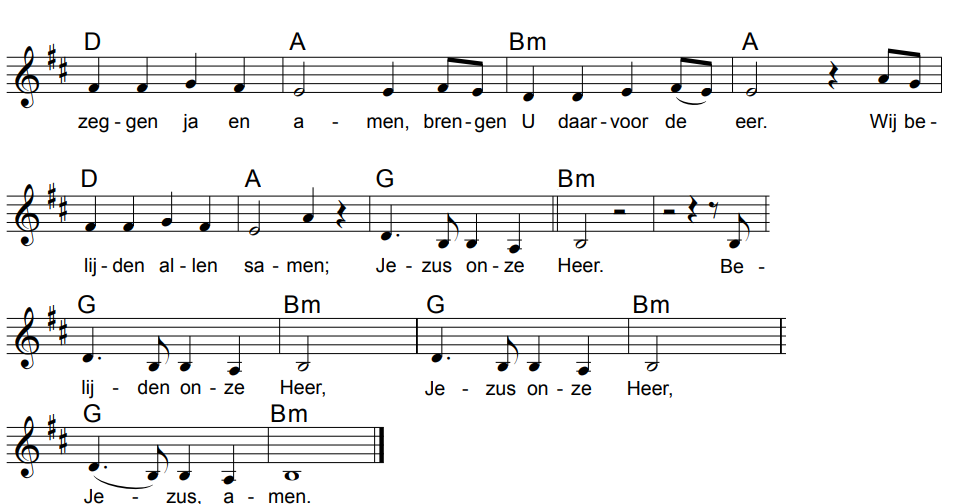 D A Bm A
zeg - gen ja en a - men, bren - gen U daar - voor de eer. Wij be -
D A G Bm
lij - den al - len sa - men; Je - zus on - ze Heer. Be -
G Bm G Bm
lij - den on - ze Heer, Je - zus on - ze Heer,
G Bm
Je - zus, a - men.